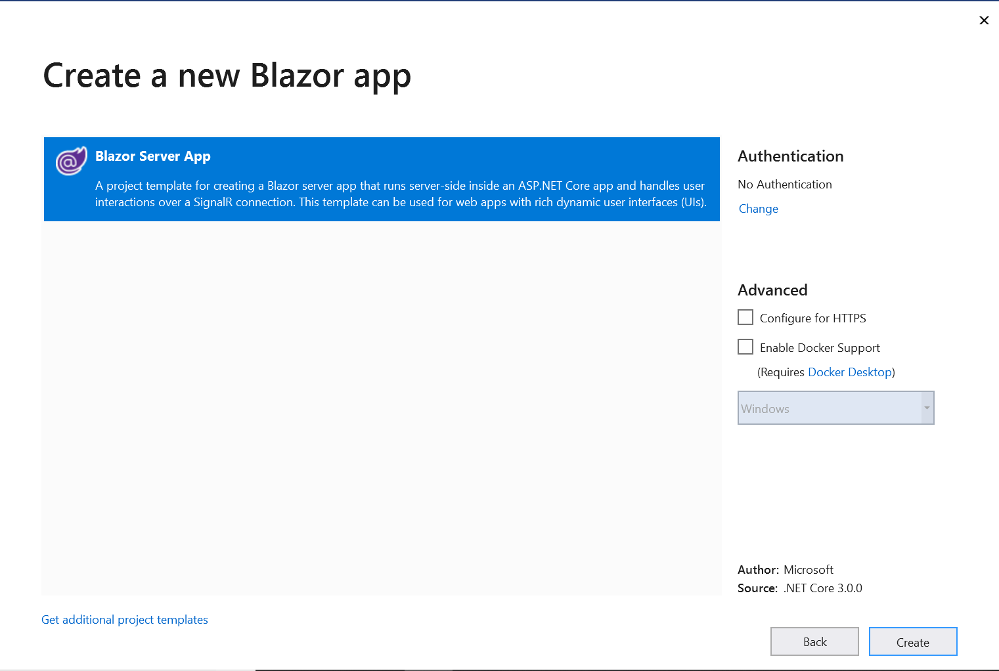 Create a new Blazor app
Blazor Server App
A project template for creating a Blazor server app that runs server-side inside an ASP.NET Core app and handles user
interactions over a SignalR connection. This template can be used for web apps with rich dynamic user interfaces (UIs).
Authentication
No Authentication
Change
Advanced
Configure for HTTPS
Enable Docker Support
(Requires Docker Desktop)
Windows
Author: Microsoft
Source: .NET Core 3.0.0
Get additional project templates
Back
Create